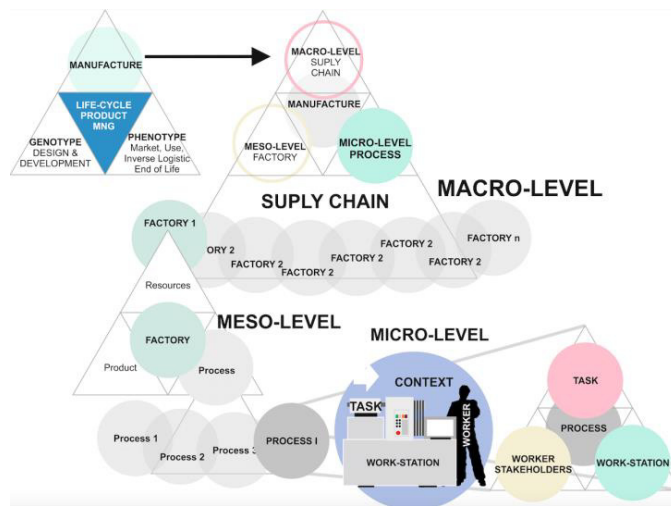 MANUFACTURE
LIFE-CYCLE
PRODUCT
MNG
GENOTYPE
DESIGN &
DEVELOPMENT
PHENOTYPE
Market, Use,
Inverse Logistic
End of Life
MACRO-LEVEL
SUPLY
CHAIN
MANUFACTURE
MESO-LEVEL
FACTORY
MICRO-LEVEL
PROCESS
SUPLY CHAIN
MACRO-LEVEL
FACTORY 1
TORY 2
FACTORY 2
FACTORY 2
FACTORY 2
FACTORY 2
FACTORY 2
FACTORY n
Resources
FACTORY
Product
Process
MESO-LEVEL
Process 1
Process 2
Process 3
PROCESS I
MICRO-LEVEL
CONTEXT
TASK
WORKER
WORK-STATION
TASK
PROCESS
WORKER
STAKEHOLDERS
WORK-STATION